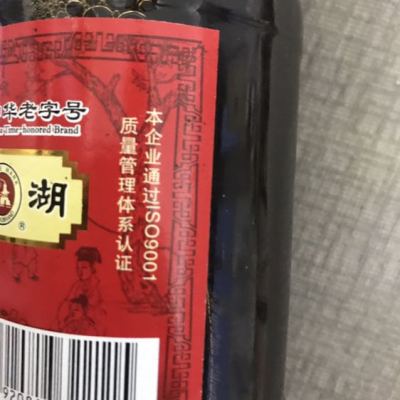 华老字号
Time-honored Brand
湖
®
本企业通过ISO9001
质量管理体系认证